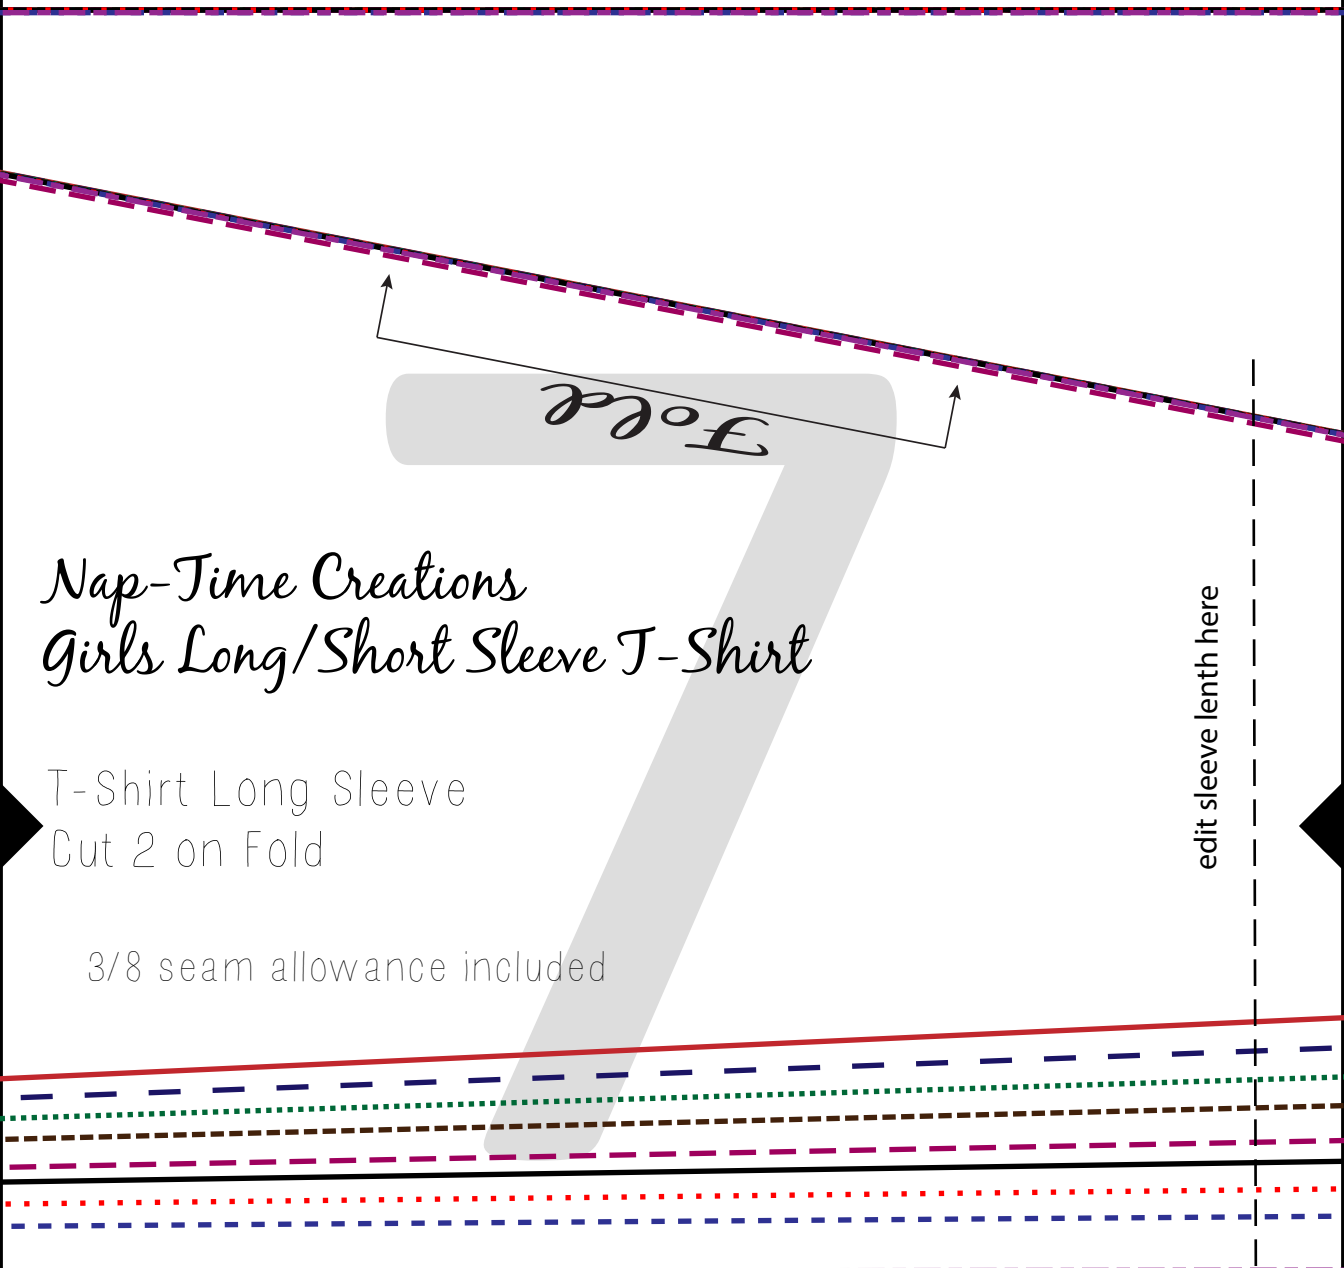 Fold
7
Nap-Time Creations
Girls Long/Short Sleeve T-Shirt
T-Shirt Long Sleeve
Cut 2 on Fold
3/8 seam allowance included
edit sleeve lenth here